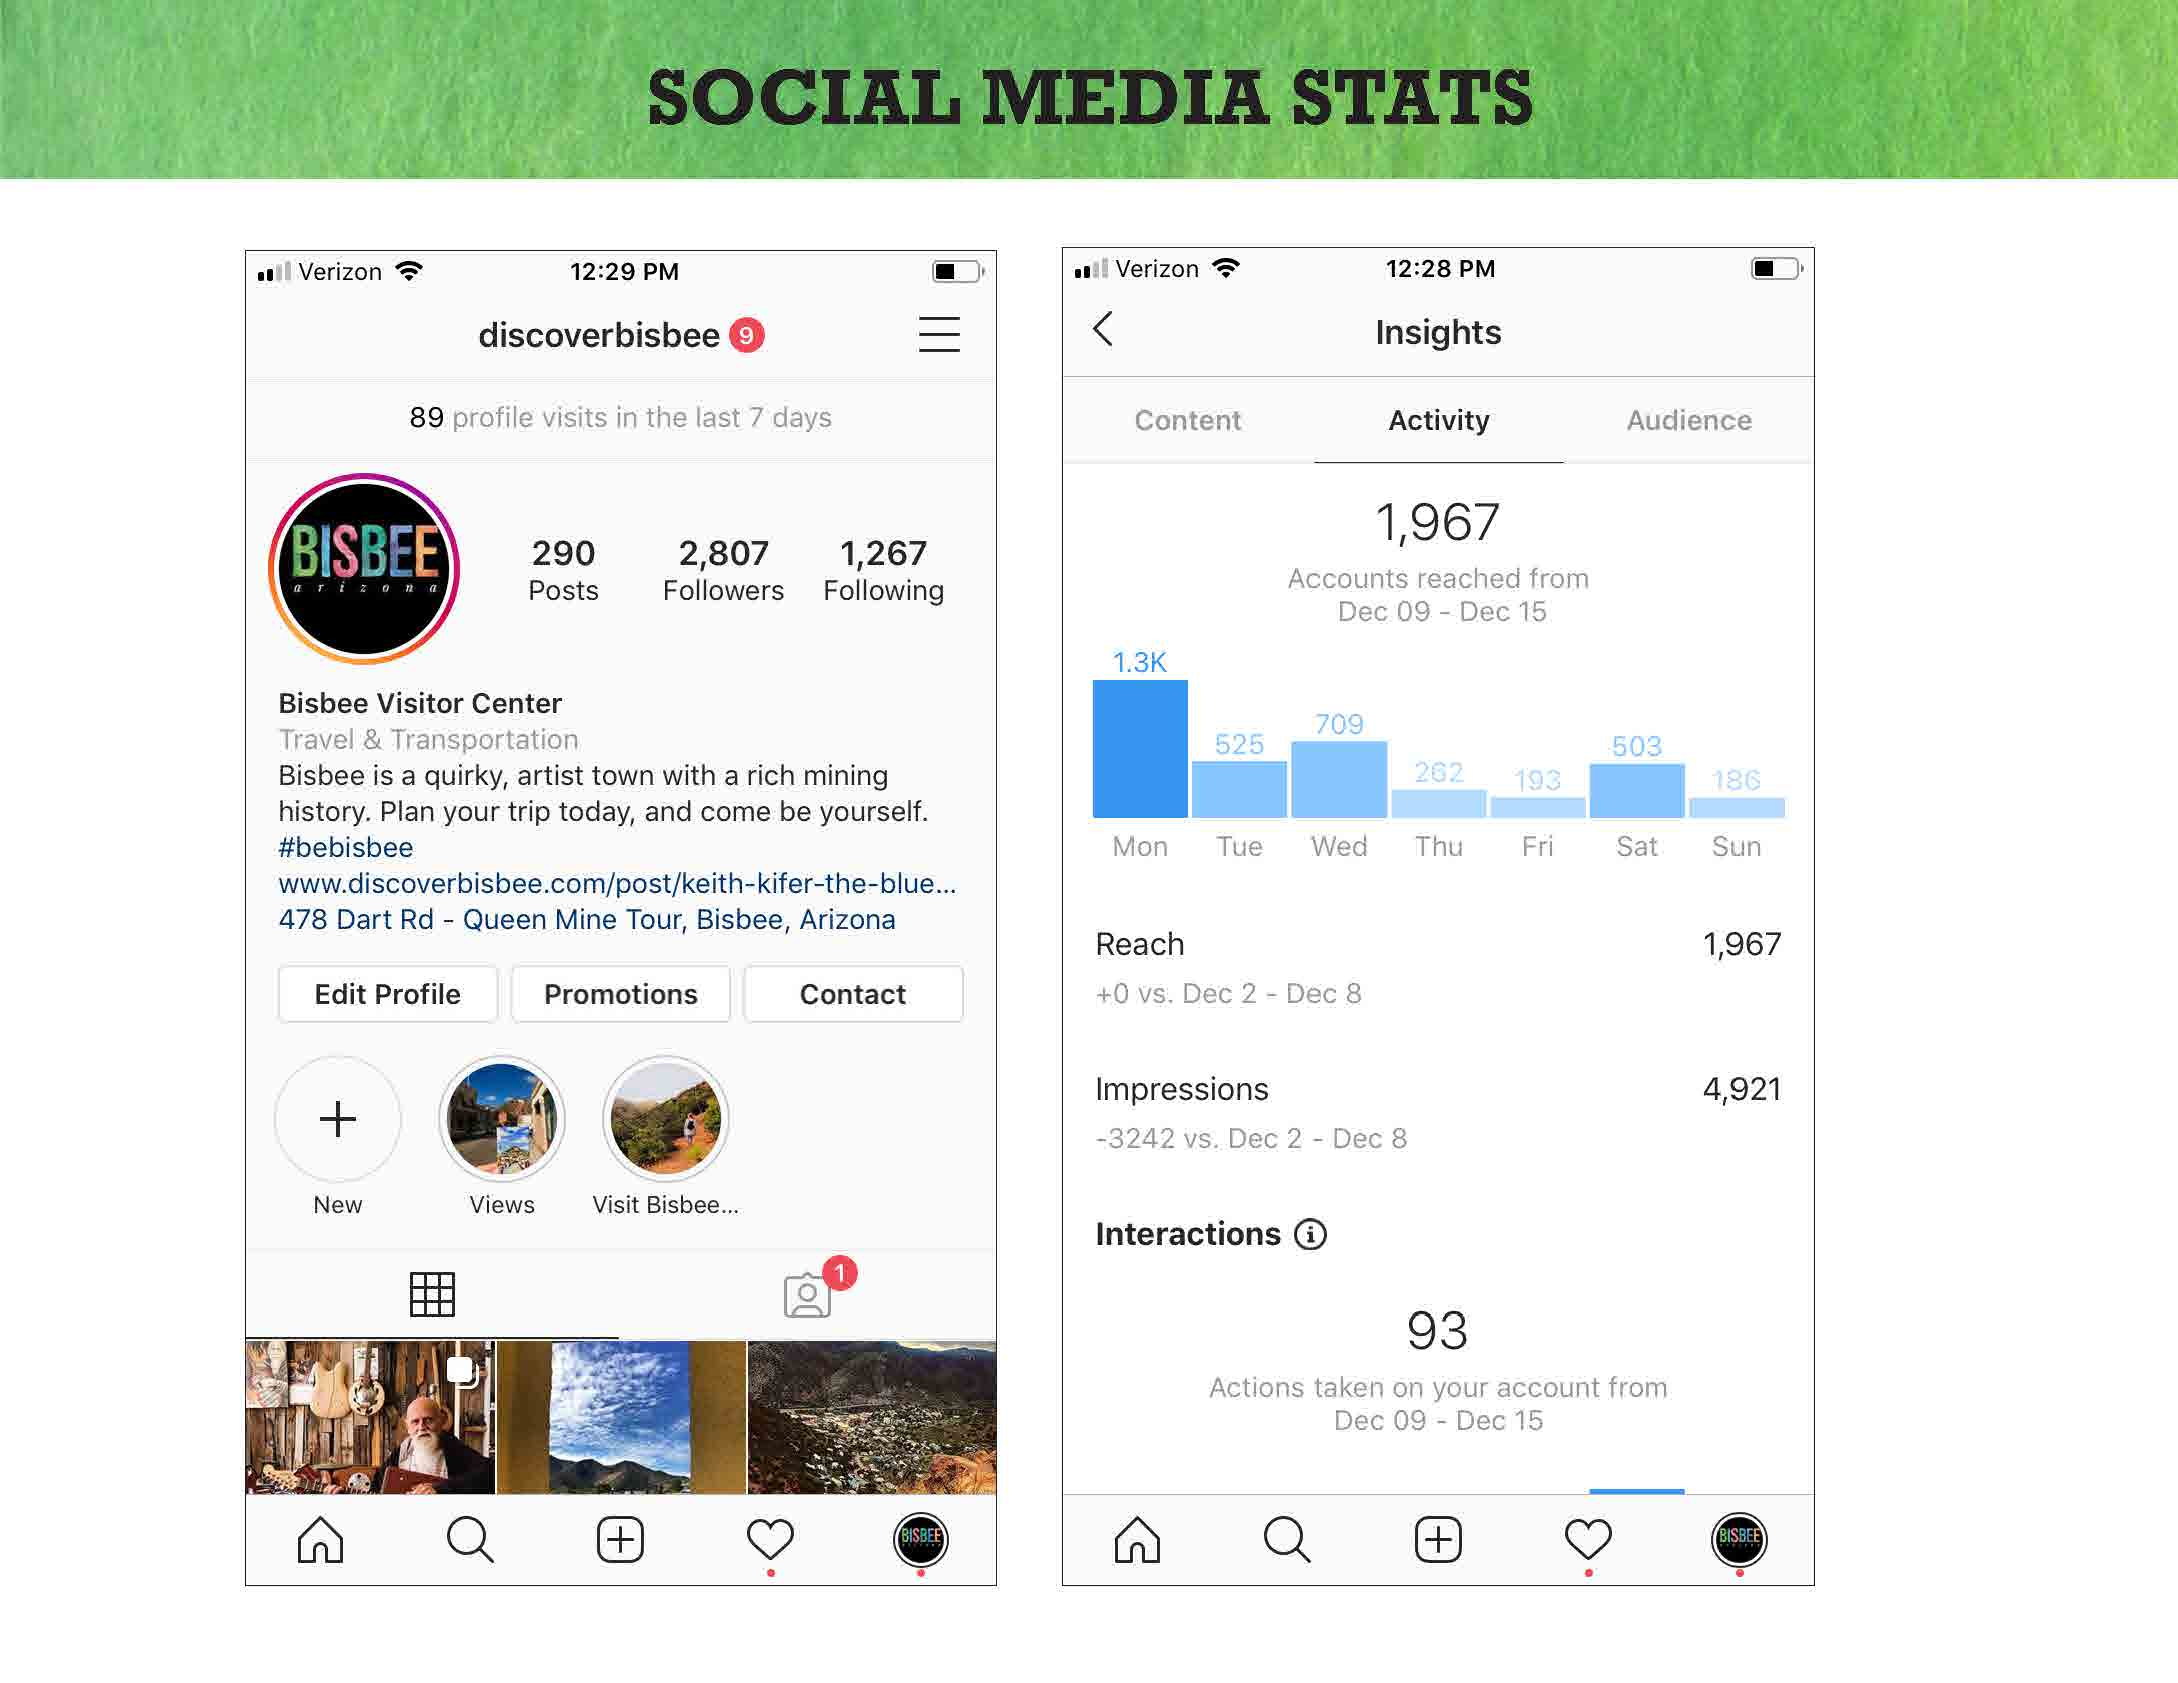 SOCIAL MEDIA STATS
Verizon 12:29 PM
discoverbisbee 9
89 profile visits in the last 7 days
BISBEE
arizona
290 2,807 1,267
Posts Followers Following
Bisbee Visitor Center
Travel & Transportation
Bisbee is a quirky, artist town with a rich mining
history. Plan your trip today, and come be yourself.
#bebisbee
www.discoverbisbee.com/post/keith-kifer-the-blue...
478 Dart Rd - Queen Mine Tour, Bisbee, Arizona
Edit Profile Promotions Contact
New Views Visit Bisbee...
1
BISBEE
Verizon 12:28 PM
Insights
Content Activity Audience
1,967
Accounts reached from
Dec 09 - Dec 15
1.3K 525 709 262 193 503 186
Mon Tue Wed Thu Fri Sat Sun
Reach 1,967
+0 vs. Dec 2 - Dec 8
Impressions 4,921
-3242 vs. Dec 2 - Dec 8
Interactions
93
Actions taken on your account from
Dec 09 - Dec 15
BISBEE